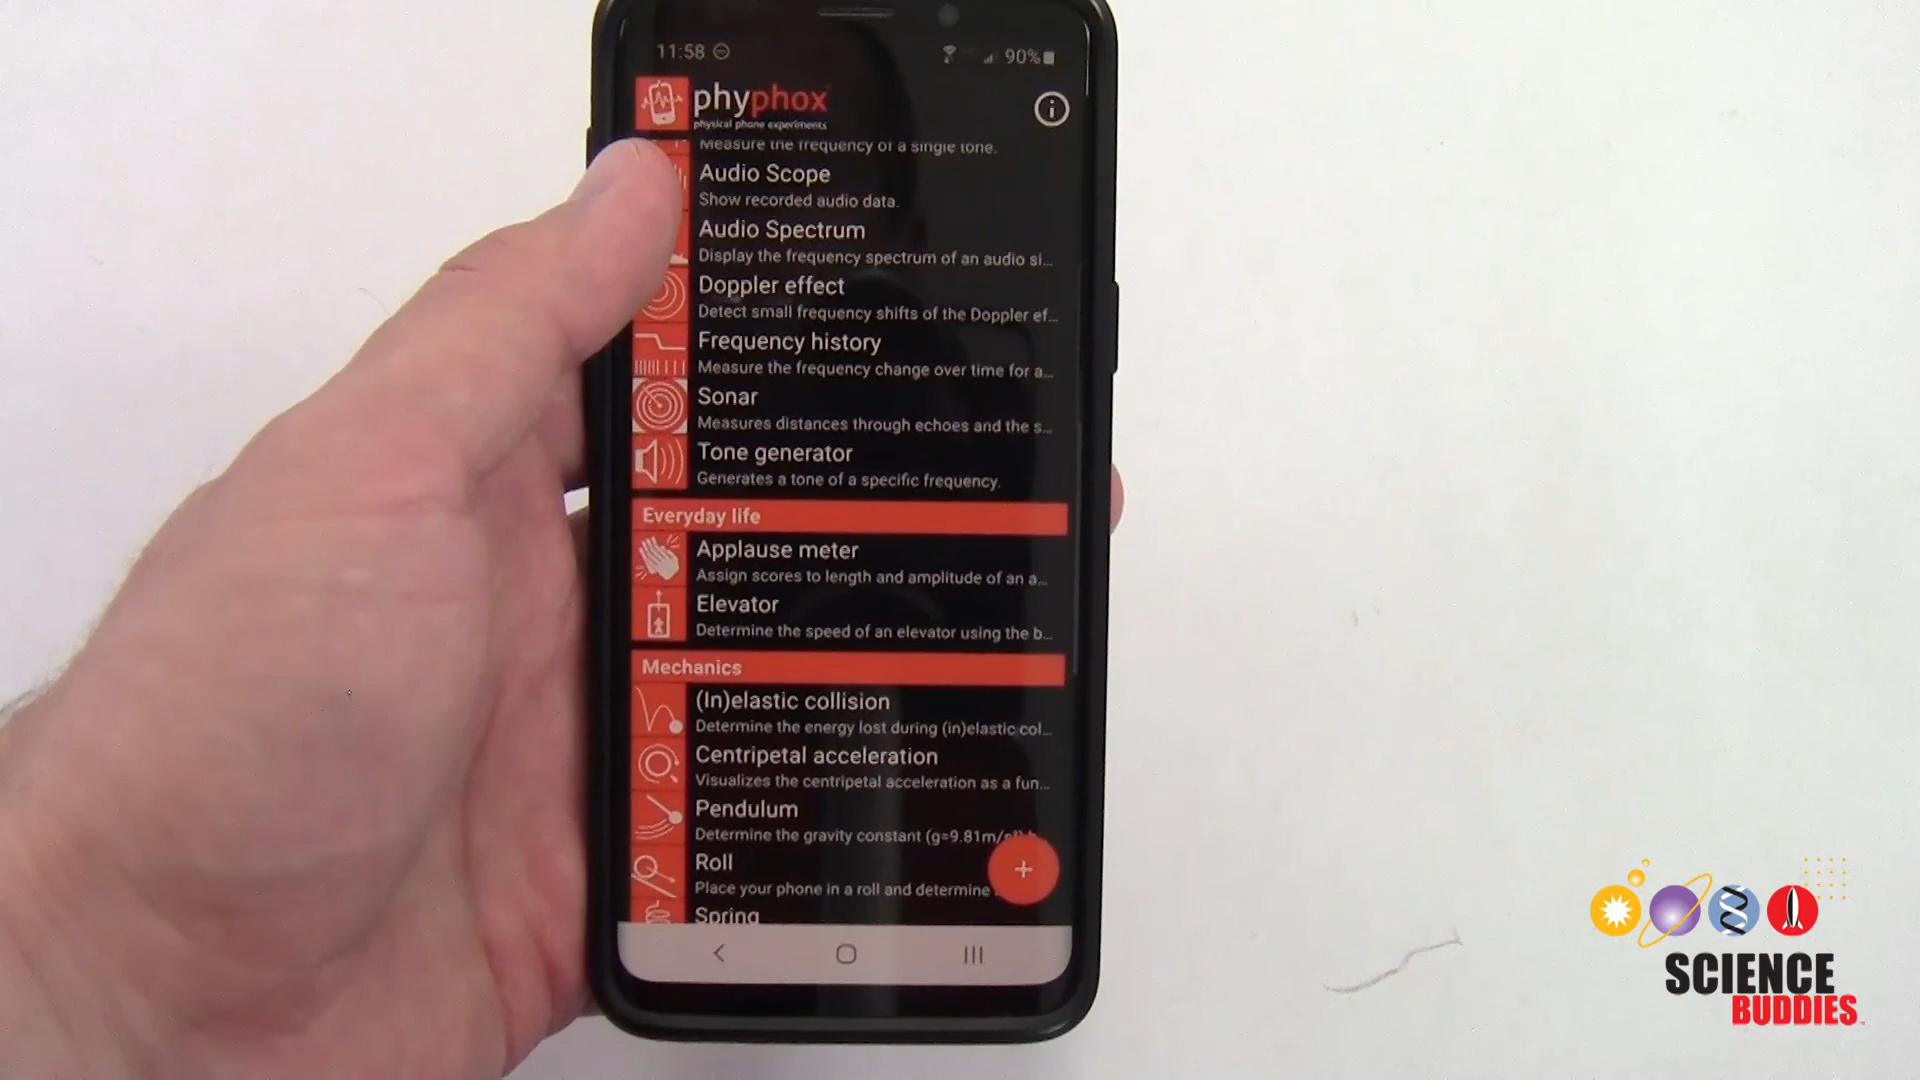 11:58
90%
phyphox
physical phone experiments
Measure the frequency of a single tone.
Audio Scope
Show recorded audio data.
Audio Spectrum
Display the frequency spectrum of an audio si...
Doppler effect
Detect small frequency shifts of the Doppler ef...
Frequency history
Measure the frequency change over time for a...
Sonar
Measures distances through echoes and the s...
Tone generator
Generates a tone of a specific frequency.
Everyday life
Applause meter
Assign scores to length and amplitude of an a...
Elevator
Determine the speed of an elevator using the b...
Mechanics
(In)elastic collision
Determine the energy lost during (in)elastic col...
Centripetal acceleration
Visualizes the centripetal acceleration as a fun...
Pendulum
Determine the gravity constant (g=9.81m/s²)
Roll
Place your phone in a roll and determine
Spring
SCIENCE
BUDDIES